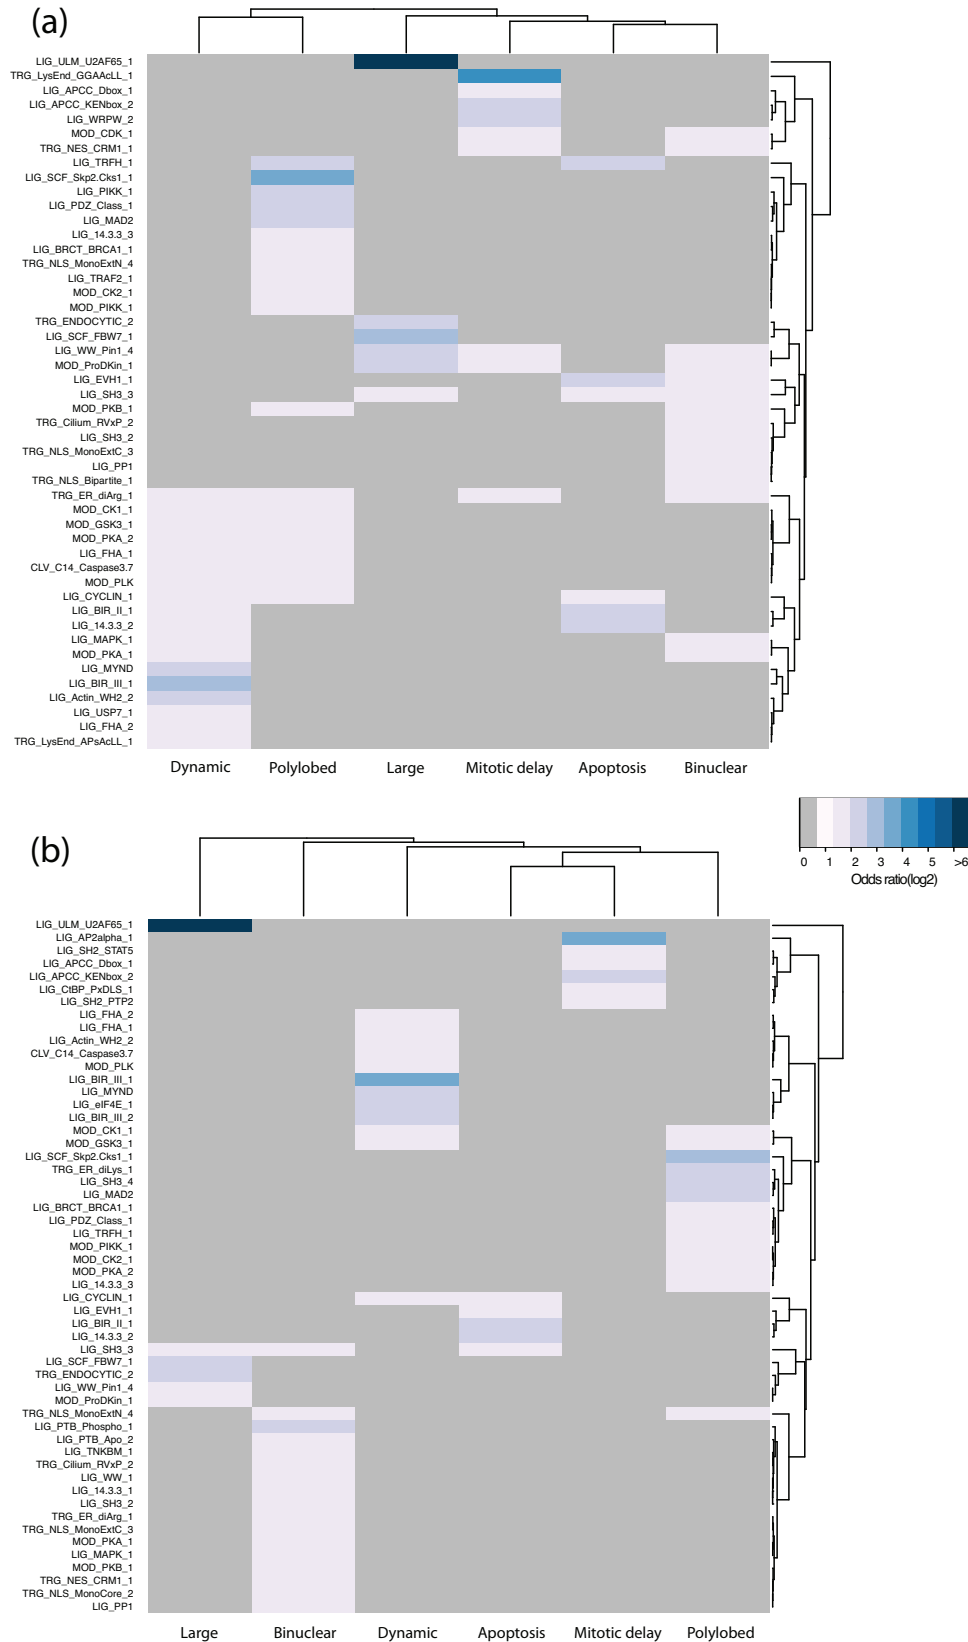 (a)
LIG_ULM_U2AF65_1
TRG_LysEnd_GGAAcLL_1
LIG_APCC_Dbox_1
LIG_APCC_KENbox_2
LIG_WRPW_2
MOD_CDK_1
TRG_NES_CRM1_1
LIG_TRFH_1
LIG_SCF_Skp2.Cks1_1
LIG_PIKK_1
LIG_PDZ_Class_1
LIG_MAD2
LIG_14.3.3_3
LIG_BRCT_BRCA1_1
TRG_NLS_MonoExtN_4
LIG_TRAF2_1
MOD_CK2_1
MOD_PIKK_1
TRG_ENDOCYTIC_2
LIG_SCF_FBW7_1
LIG_WW_Pin1_4
MOD_ProDKin_1
LIG_EVH1_1
LIG_SH3_3
MOD_PKB_1
TRG_Cilium_RVxP_2
LIG_SH3_2
TRG_NLS_MonoExtC_3
LIG_PP1
TRG_NLS_Bipartite_1
TRG_ER_diArg_1
MOD_CK1_1
MOD_GSK3_1
MOD_PKA_2
LIG_FHA_1
CLV_C14_Caspase3.7
MOD_PLK
LIG_CYCLIN_1
LIG_BIR_II_1
LIG_14.3.3_2
LIG_MAPK_1
MOD_PKA_1
LIG_MYND
LIG_BIR_III_1
LIG_Actin_WH2_2
LIG_USP7_1
LIG_FHA_2
TRG_LysEnd_APsAcLL_1
Dynamic Polylobed Large Mitotic delay Apoptosis Binuclear
0 1 2 3 4 5 >6
Odds ratio(log2)
(b)
LIG_ULM_U2AF65_1
LIG_AP2alpha_1
LIG_SH2_STAT5
LIG_APCC_Dbox_1
LIG_APCC_KENbox_2
LIG_CtBP_PxDLS_1
LIG_SH2_PTP2
LIG_FHA_2
LIG_FHA_1
LIG_Actin_WH2_2
CLV_C14_Caspase3.7
MOD_PLK
LIG_BIR_III_1
LIG_MYND
LIG_eIF4E_1
LIG_BIR_III_2
MOD_CK1_1
MOD_GSK3_1
LIG_SCF_Skp2.Cks1_1
TRG_ER_diLys_1
LIG_SH3_4
LIG_MAD2
LIG_BRCT_BRCA1_1
LIG_PDZ_Class_1
LIG_TRFH_1
MOD_PIKK_1
MOD_CK2_1
MOD_PKA_2
LIG_14.3.3_3
LIG_CYCLIN_1
LIG_EVH1_1
LIG_BIR_II_1
LIG_14.3.3_2
LIG_SH3_3
LIG_SCF_FBW7_1
TRG_ENDOCYTIC_2
LIG_WW_Pin1_4
MOD_ProDKin_1
TRG_NLS_MonoExtN_4
LIG_PTB_Phospho_1
LIG_PTB_Apo_2
LIG_TNKBM_1
TRG_Cilium_RVxP_2
LIG_WW_1
LIG_14.3.3_1
LIG_SH3_2
TRG_ER_diArg_1
TRG_NLS_MonoExtC_3
MOD_PKA_1
LIG_MAPK_1
MOD_PKB_1
TRG_NES_CRM1_1
TRG_NLS_MonoCore_2
LIG_PP1
Large Binuclear Dynamic Apoptosis Mitotic delay Polylobed